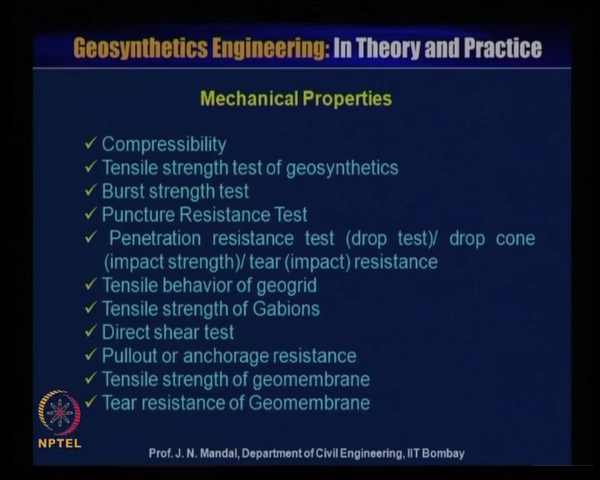 Geosynthetics Engineering: In Theory and Practice
Mechanical Properties
✓ Compressibility
✓ Tensile strength test of geosynthetics
✓ Burst strength test
✓ Puncture Resistance Test
✓ Penetration resistance test (drop test)/ drop cone
(impact strength)/ tear (impact) resistance
✓ Tensile behavior of geogrid
✓ Tensile strength of Gabions
✓ Direct shear test
✓ Pullout or anchorage resistance
✓ Tensile strength of geomembrane
✓ Tear resistance of Geomembrane
NPTEL
Prof. J. N. Mandal, Department of Civil Engineering, IIT Bombay